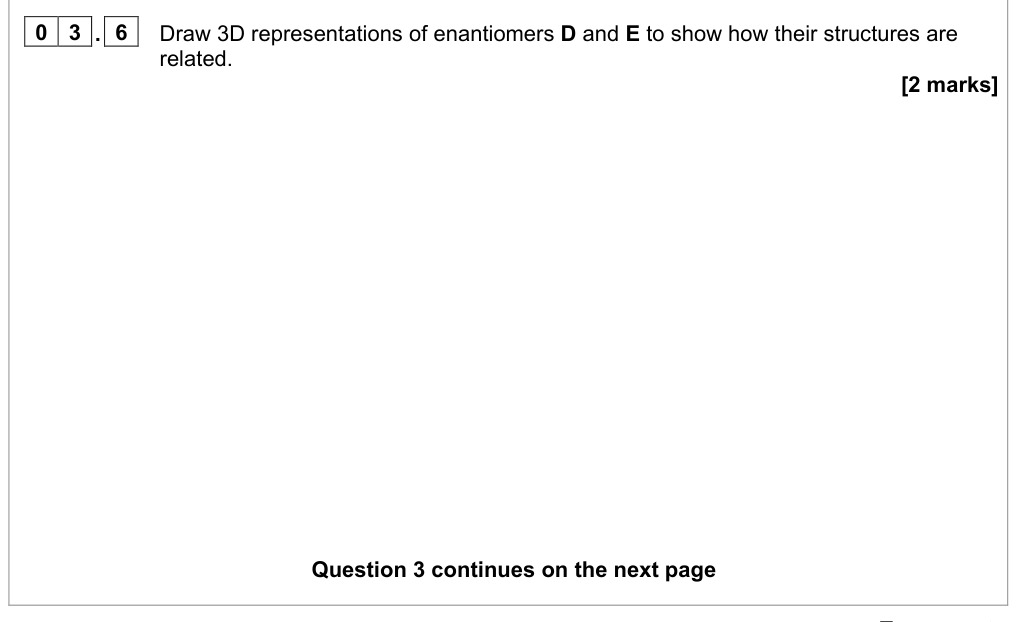 0 3 . 6 Draw 3D representations of enantiomers D and E to show how their structures are
related.
[2 marks]
Question 3 continues on the next page